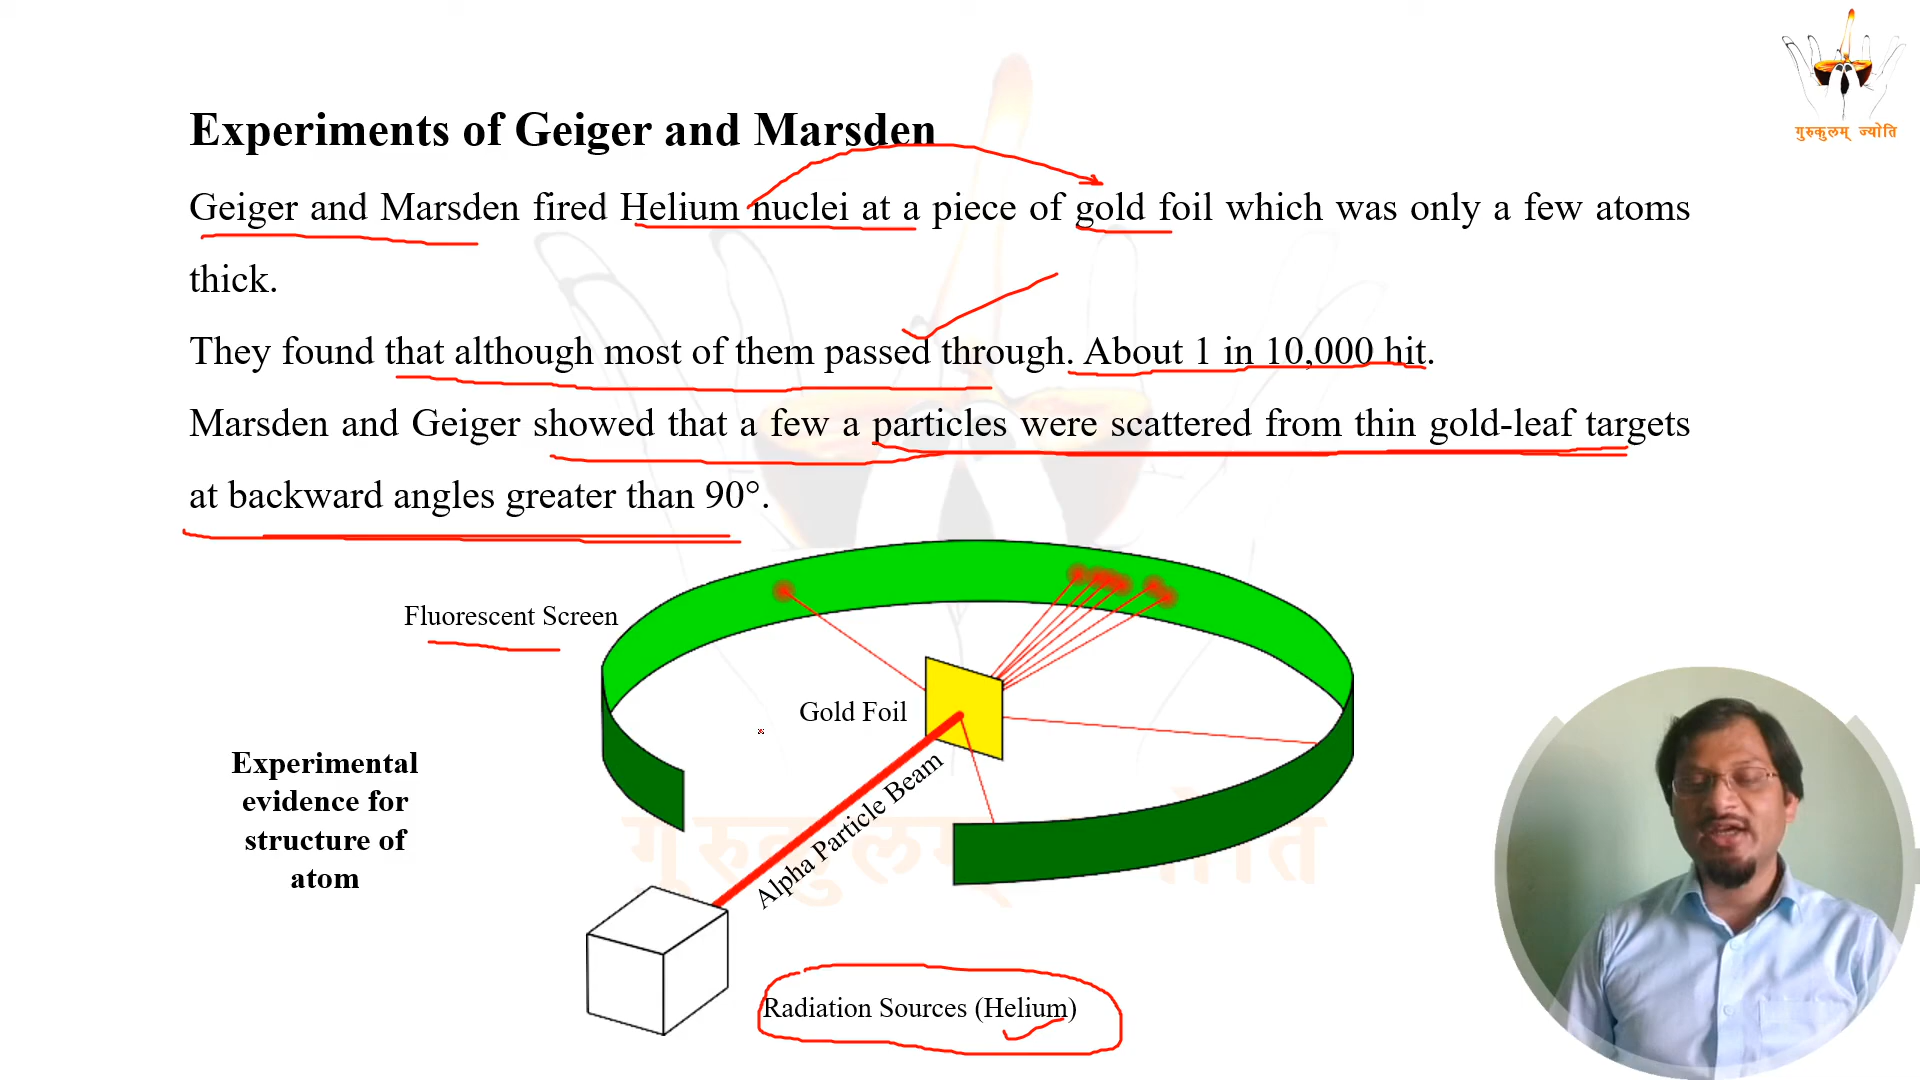 गुरुकुलम् ज्योति
Experiments of Geiger and Marsden
Geiger and Marsden fired Helium nuclei at a piece of gold foil which was only a few atoms
thick.
They found that although most of them passed through. About 1 in 10,000 hit.
Marsden and Geiger showed that a few a particles were scattered from thin gold-leaf targets
at backward angles greater than 90°.
Fluorescent Screen
Gold Foil
Alpha Particle Beam
Experimental
evidence for
structure of
atom
गुरुकुलम् ज्योति
Radiation Sources (Helium)